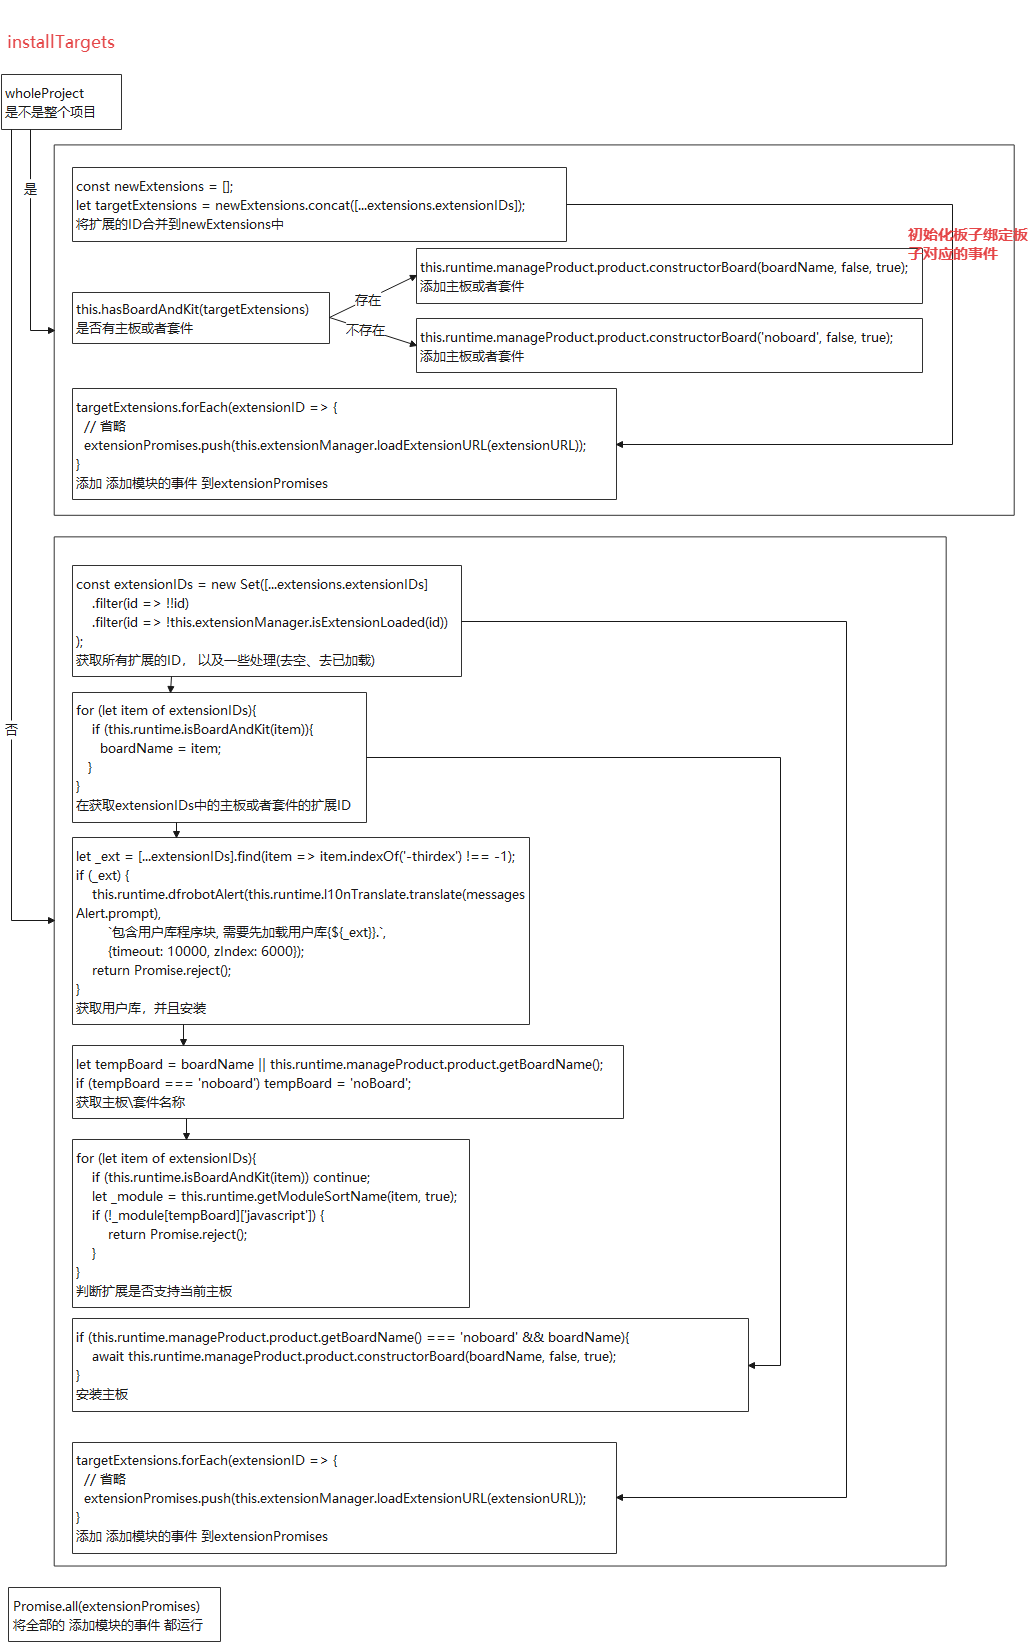 installTargets
wholeProject
是不是整个项目
是
const newExtensions = [];
let targetExtensions = newExtensions.concat([...extensions.extensionIDs]);
将扩展的ID合并到newExtensions中
初始化板子绑定板
子对应的事件
this.hasBoardAndKit(targetExtensions)
是否有主板或者套件
存在
不存在
this.runtime.manageProduct.product.constructorBoard(boardName, false, true);
添加主板或者套件
this.runtime.manageProduct.product.constructorBoard('noboard', false, true);
添加主板或者套件
targetExtensions.forEach(extensionID => {
// 省略
extensionPromises.push(this.extensionManager.loadExtensionURL(extensionURL));
}
添加 添加模块的事件 到extensionPromises
否
const extensionIDs = new Set([...extensions.extensionIDs]
.filter(id => !!id)
.filter(id => !this.extensionManager.isExtensionLoaded(id))
);
获取所有扩展的ID， 以及一些处理(去空、去已加载)
for (let item of extensionIDs){
if (this.runtime.isBoardAndKit(item)){
boardName = item;
}
}
在获取extensionIDs中的主板或者套件的扩展ID
let _ext = [...extensionIDs].find(item => item.indexOf('-thirdex') !== -1);
if (_ext) {
this.runtime.dfrobotAlert(this.runtime.l10nTranslate.translate(messages
Alert.prompt),
`包含用户库程序块, 需要先加载用户库{${_ext}}.`,
{timeout: 10000, zIndex: 6000});
return Promise.reject();
}
获取用户库，并且安装
let tempBoard = boardName || this.runtime.manageProduct.product.getBoardName();
if (tempBoard === 'noboard') tempBoard = 'noBoard';
获取主板\套件名称
for (let item of extensionIDs){
if (this.runtime.isBoardAndKit(item)) continue;
let _module = this.runtime.getModuleSortName(item, true);
if (!_module[tempBoard]['javascript']) {
return Promise.reject();
}
}
判断扩展是否支持当前主板
if (this.runtime.manageProduct.product.getBoardName() === 'noboard' && boardName){
await this.runtime.manageProduct.product.constructorBoard(boardName, false, true);
}
安装主板
targetExtensions.forEach(extensionID => {
// 省略
extensionPromises.push(this.extensionManager.loadExtensionURL(extensionURL));
}
添加 添加模块的事件 到extensionPromises
Promise.all(extensionPromises)
将全部的 添加模块的事件 都运行